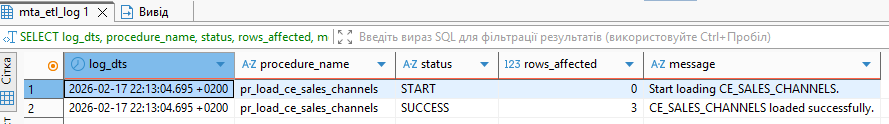 mta_etl_log 1 Вивід
SELECT log_dts, procedure_name, status, rows_affected, m Введіть вираз SQL для фільтрації результатів (використовуйте Ctrl+Пробіл)
Сітка
log_dts A-Z procedure_name A-Z status 123 rows_affected A-Z message
1 2026-02-17 22:13:04.695 +0200 pr_load_ce_sales_channels START 0 Start loading CE_SALES_CHANNELS.
2 2026-02-17 22:13:04.695 +0200 pr_load_ce_sales_channels SUCCESS 3 CE_SALES_CHANNELS loaded successfully.